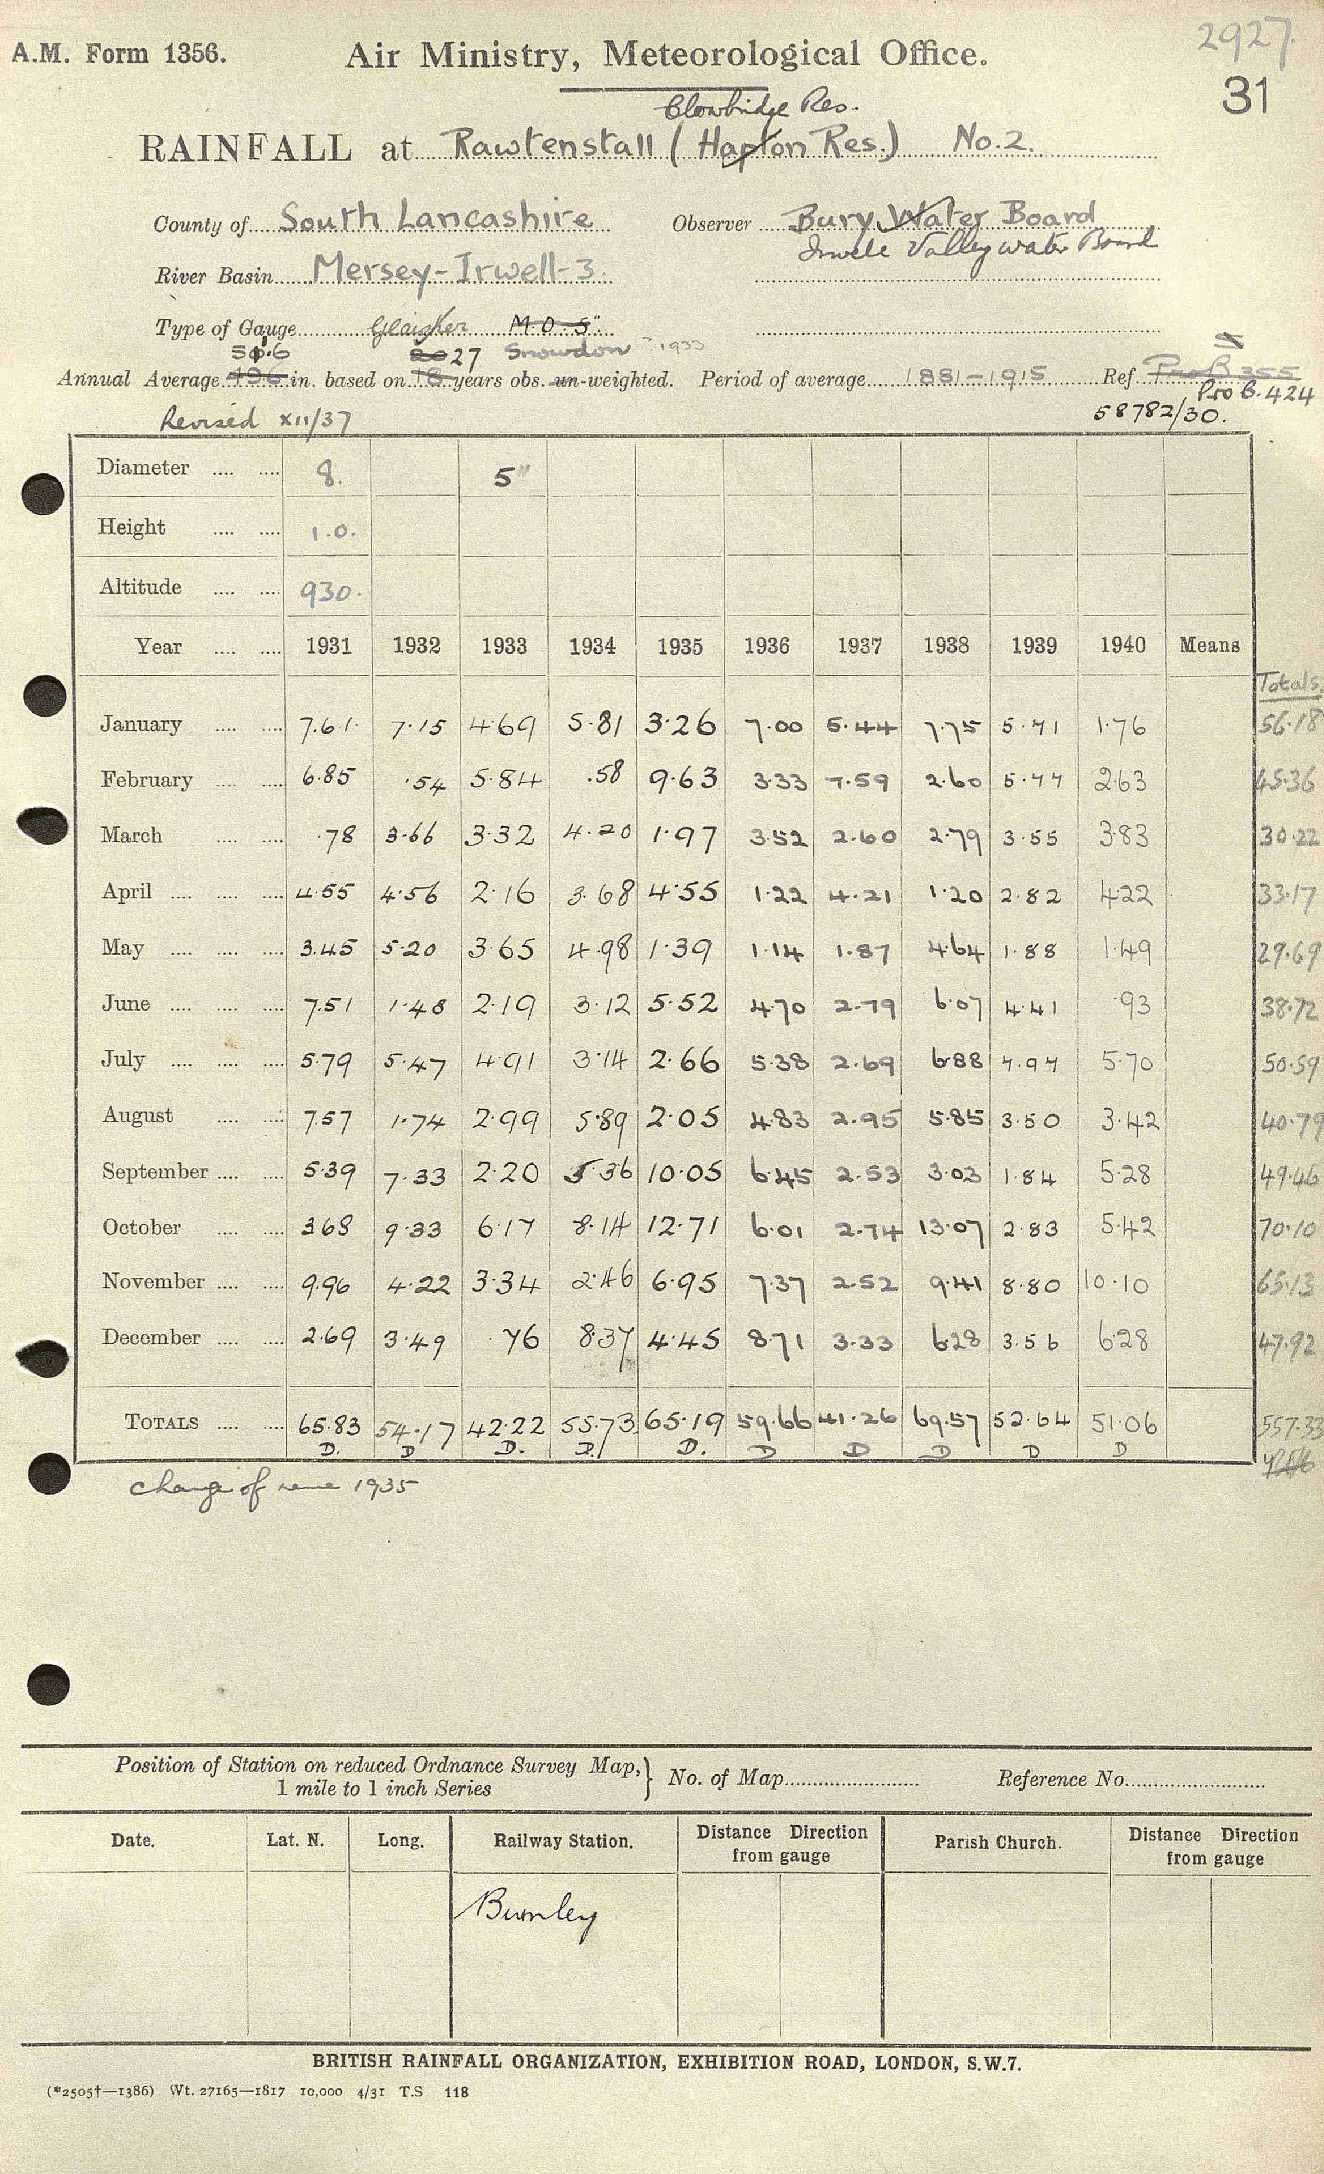 2927.
A.M. Form 1356.
Air Ministry, Meteorological Office.
31
Clowbridge Res.
RAINFALL at Rawtenstall (Hapton Res.) No. 2.
County of South Lancashire Observer Bury Water Board
Irwell Valley water Board
River Basin Mersey-Irwell-3.
Type of Gauge Glaisher M.O. 5"
27 Snowdon - 1933
Annual Average 49.6 in. based on 18 years obs. un-weighted. Period of average 1881-1915 Ref. Pro B 355
Pro B. 424
Revised XII/37 58782/30.
Diameter .... .... 8. 5"
Height .... .... 1.0.
Altitude .... .... 930.
Year .... .... 1931 1932 1933 1934 1935 1936 1937 1938 1939 1940 Means
Totals.
January .... .... 7.61 7.15 4.69 5.81 3.26 7.00 5.44 7.75 5.71 1.76 56.18
February .... .... 6.85 .54 5.84 .58 9.63 3.33 7.59 2.60 5.77 2.63 45.36
March .... .... .78 3.66 3.32 4.20 1.97 3.52 2.60 2.79 3.55 3.83 30.22
April .... .... .... 4.55 4.56 2.16 3.68 4.55 1.22 4.21 1.20 2.82 4.22 33.17
May .... .... .... 3.45 5.20 3.65 4.98 1.39 1.14 1.87 4.64 1.88 1.49 29.69
June .... .... .... 7.51 1.48 2.19 3.12 5.52 4.70 2.79 6.07 4.41 .93 38.72
July .... .... .... 5.79 5.47 4.91 3.14 2.66 5.38 2.69 6.88 7.97 5.70 50.59
August .... .... 7.57 1.74 2.99 5.89 2.05 4.83 2.95 5.85 3.50 3.42 40.79
September .... .... 5.39 7.33 2.20 5.36 10.05 6.45 2.53 3.03 1.84 5.28 49.46
October .... .... 3.68 9.33 6.17 8.14 12.71 6.01 2.74 13.07 2.83 5.42 70.10
November .... .... 9.96 4.22 3.34 2.46 6.95 7.37 2.52 9.41 8.80 10.10 65.13
December .... .... 2.69 3.49 .76 8.37 4.45 8.71 3.33 6.28 3.56 6.28 47.92
TOTALS .... .... 65.83 54.17 42.22 55.73 65.19 59.66 41.26 69.57 52.64 51.06 557.33
D. D D. D. D. D D D D D
Change of 1935
Position of Station on reduced Ordnance Survey Map,
1 mile to 1 inch Series
No. of Map Reference No.
Date. Lat. N. Long. Railway Station. Distance from gauge Direction Parish Church. Distance from gauge Direction
Burnley
BRITISH RAINFALL ORGANIZATION, EXHIBITION ROAD, LONDON, S.W.7.
(*2505†—1386) Wt. 27165—1817 10,000 4/31 T.S 118